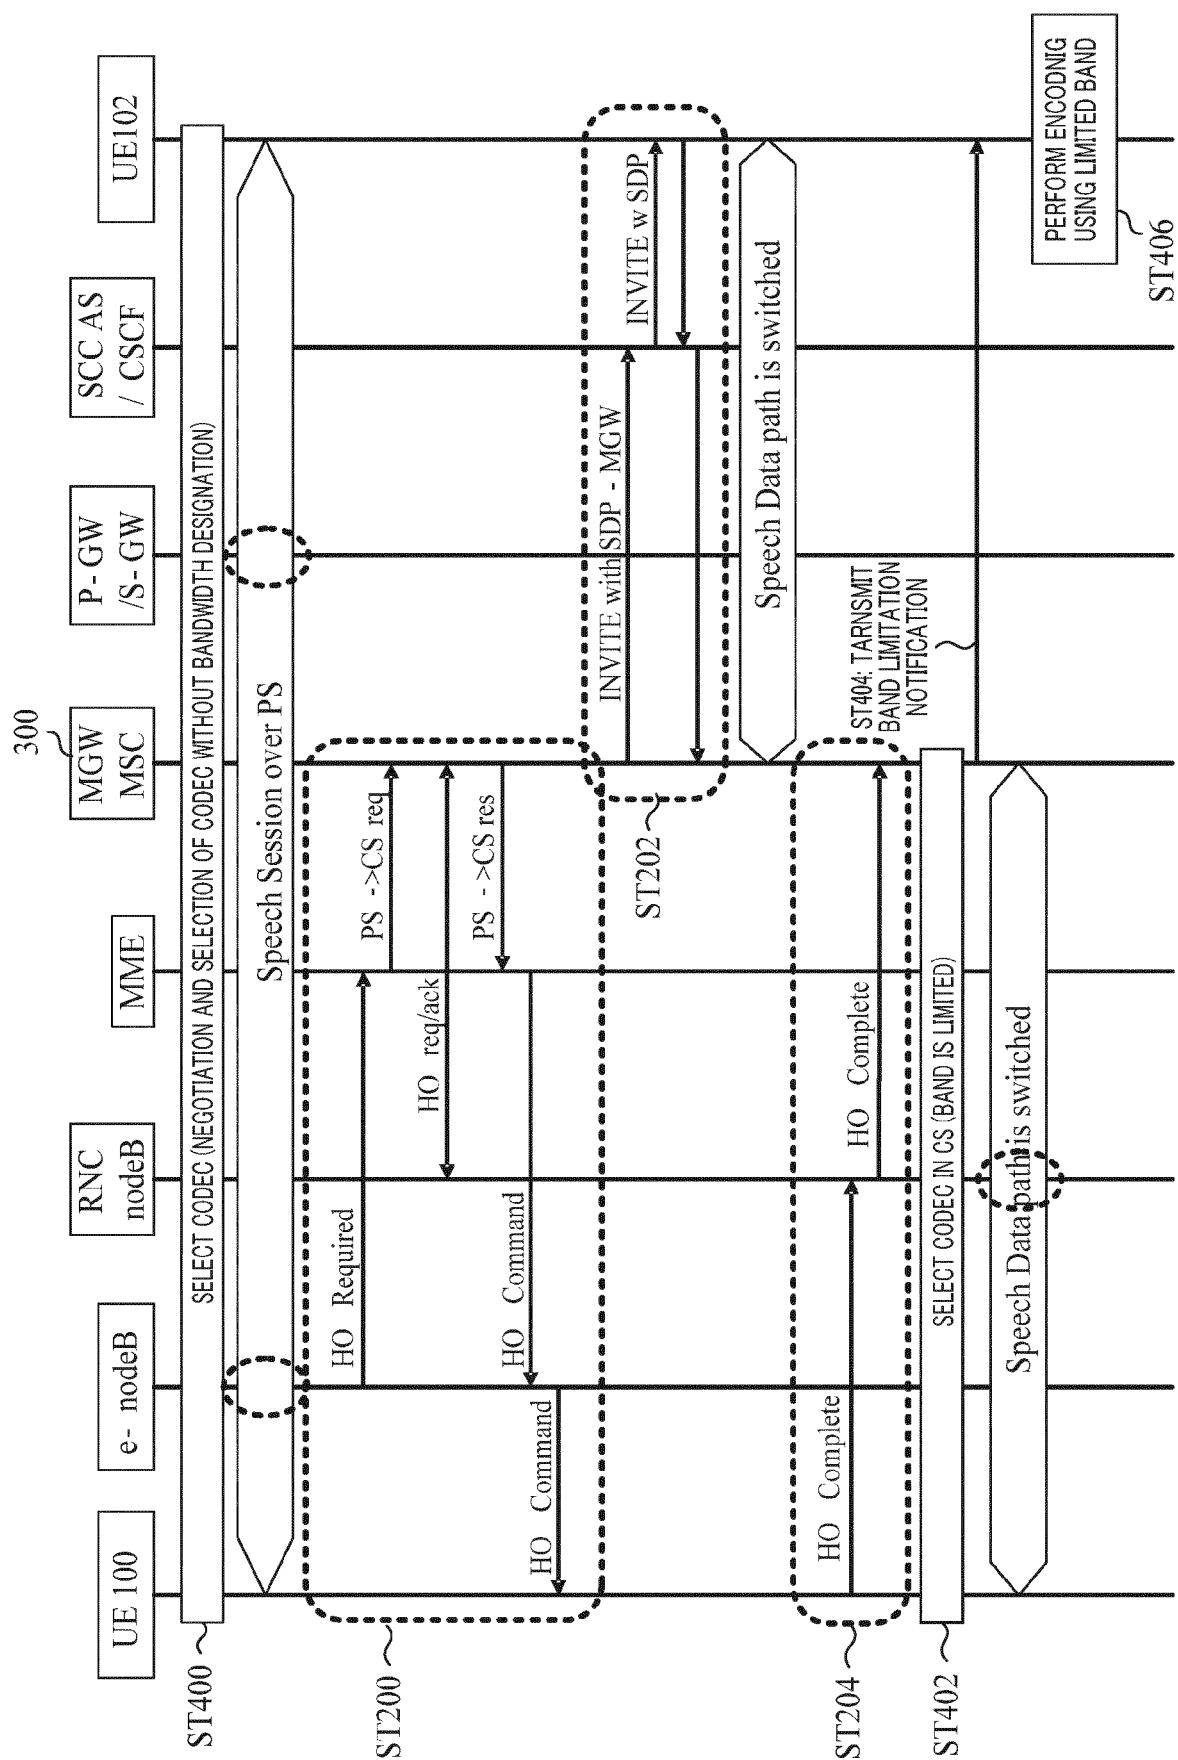 UE 100
e- nodeB
RNC
nodeB
MME
300
MGW
MSC
P- GW
/S- GW
SCC AS
/ CSCF
UE102
ST400
SELECT CODEC (NEGOTIATION AND SELECTION OF CODEC WITHOUT BANDWIDTH DESIGNATION)
Speech Session over PS
ST200
HO Required
PS ->CS req
HO req/ack
PS ->CS res
HO Command
HO Command
ST202
INVITE with SDP - MGW
INVITE w SDP
Speech Data path is switched
ST204
HO Complete
HO Complete
ST402
SELECT CODEC IN CS (BAND IS LIMITED)
ST404: TARNSMIT
BAND LIMITATION
NOTIFICATION
Speech Data path is switched
PERFORM ENCODNIG
USING LIMITED BAND
ST406